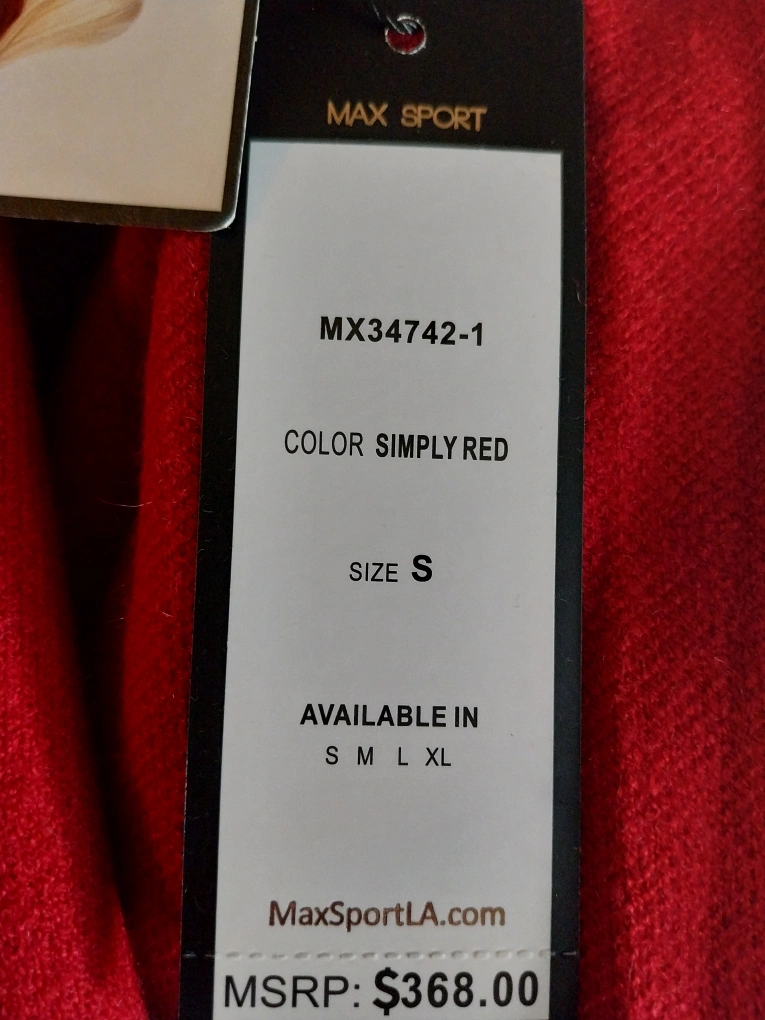 MAX SPORT
MX34742-1
COLOR SIMPLY RED
SIZE S
AVAILABLE IN
S M L XL
MaxSportLA.com
MSRP: $368.00